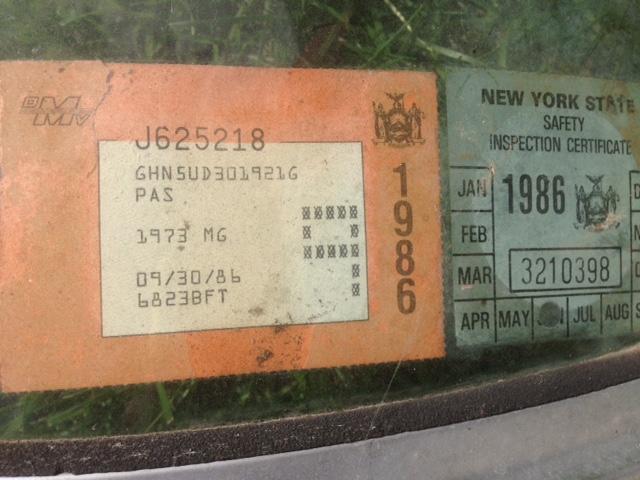 DMV
J625218
GHN5UD301921G
PAS
1973 MG
09/30/86
6823BFT
1986
NEW YORK STATE
SAFETY
INSPECTION CERTIFICATE
JAN
1986
FEB
MAR
3210398
APR MAY JUL AUG